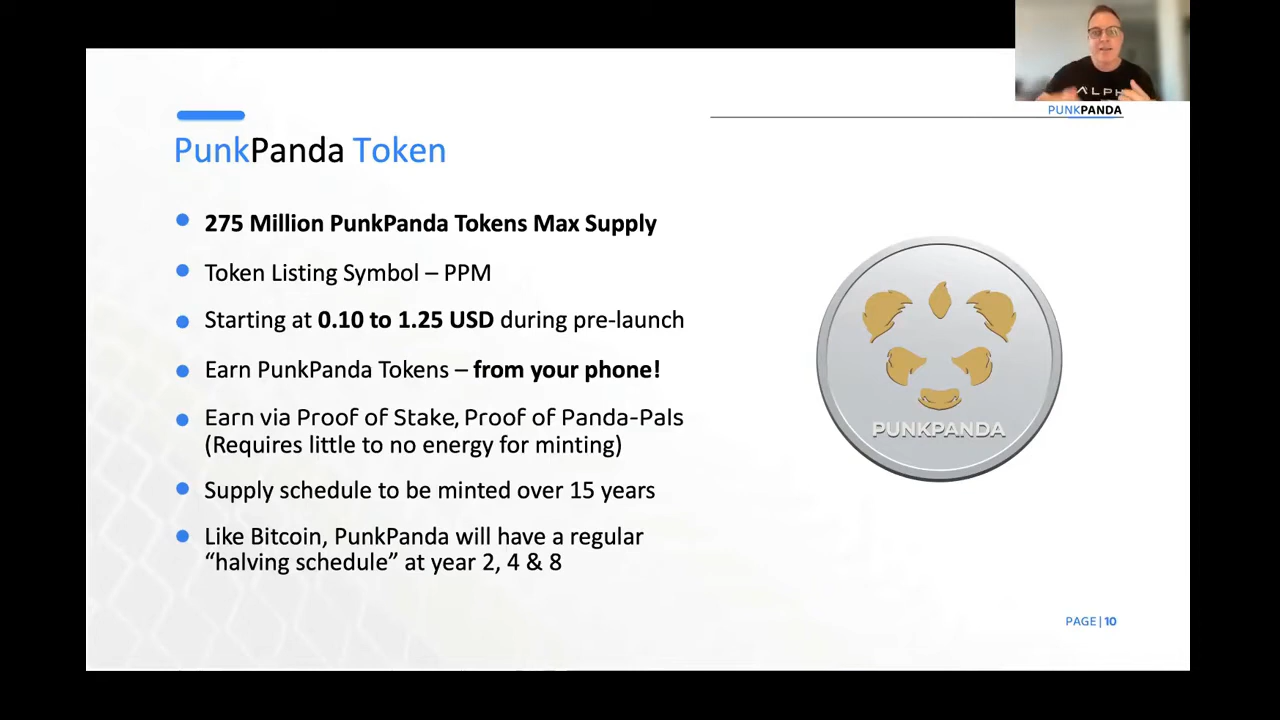 ALPH
PUNKPANDA
PunkPanda Token
275 Million PunkPanda Tokens Max Supply
Token Listing Symbol – PPM
Starting at 0.10 to 1.25 USD during pre-launch
Earn PunkPanda Tokens – from your phone!
Earn via Proof of Stake, Proof of Panda-Pals
(Requires little to no energy for minting)
Supply schedule to be minted over 15 years
Like Bitcoin, PunkPanda will have a regular
“halving schedule” at year 2, 4 & 8
PUNKPANDA
PAGE | 10